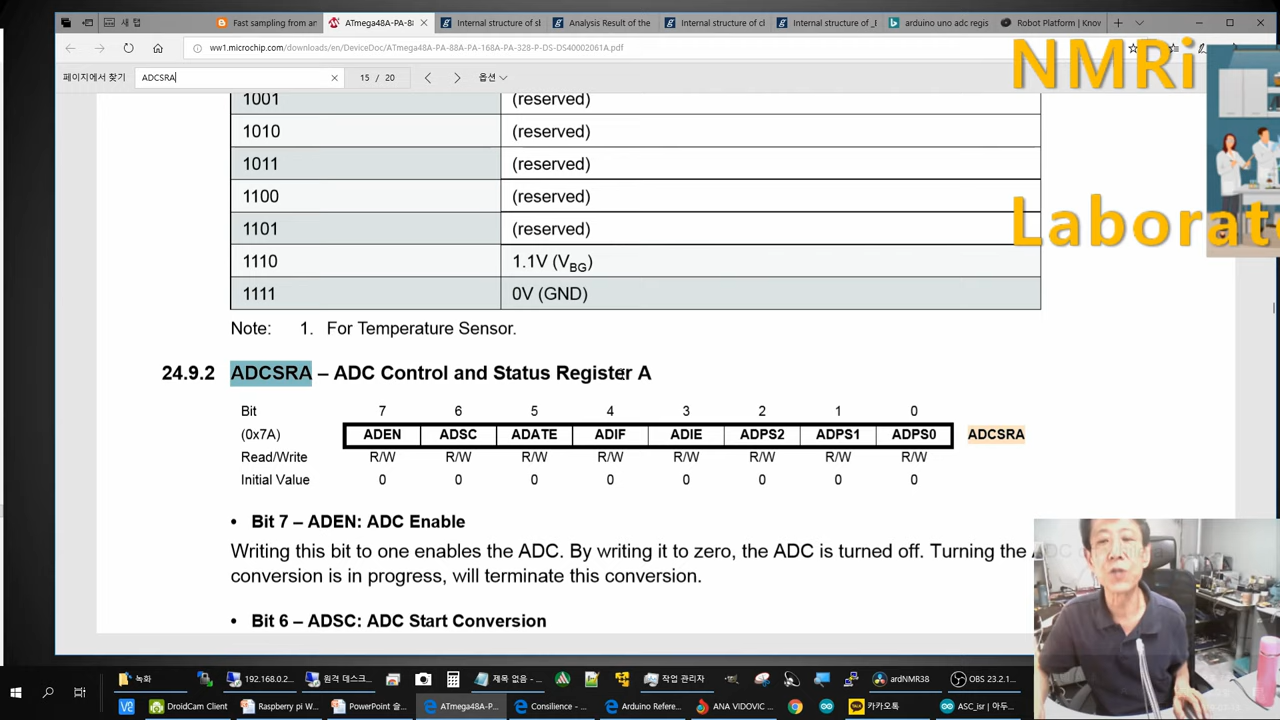 새 탭
Fast sampling from an
ATmega48A-PA-88
Internal structure of st
Analysis Result of the
Internal structure of cl
Internal structure of _E
arduino uno adc regis
Robot Platform | Knov
ww1.microchip.com/downloads/en/DeviceDoc/ATmega48A-PA-88A-PA-168A-PA-328-P-DS-DS40002061A.pdf
페이지에서 찾기 ADCSRA 15 / 20 옵션
NMRi
Laborat
1001 (reserved)
1010 (reserved)
1011 (reserved)
1100 (reserved)
1101 (reserved)
1110 1.1V (VBG)
1111 0V (GND)
Note: 1. For Temperature Sensor.
24.9.2 ADCSRA – ADC Control and Status Register A
Bit 7 6 5 4 3 2 1 0
(0x7A) ADEN ADSC ADATE ADIF ADIE ADPS2 ADPS1 ADPS0 ADCSRA
Read/Write R/W R/W R/W R/W R/W R/W R/W R/W
Initial Value 0 0 0 0 0 0 0 0
• Bit 7 – ADEN: ADC Enable
Writing this bit to one enables the ADC. By writing it to zero, the ADC is turned off. Turning the
conversion is in progress, will terminate this conversion.
• Bit 6 – ADSC: ADC Start Conversion
녹화
192.168.0.2...
원격 데스크...
제목 없음 -...
작업 관리자
ardNMR38
OBS 23.2.1...
DroidCam Client
Raspberry pi W...
PowerPoint 슬...
ATmega48A-P...
Consilience - ...
Arduino Refere...
ANA VIDOVIC ...
카카오톡
ASC_isr | 아두...